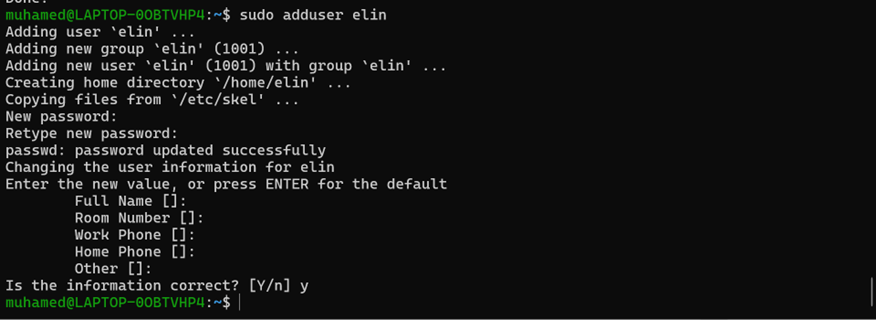 muhamed@LAPTOP-0OBTVHP4:~$ sudo adduser elin
Adding user `elin' ...
Adding new group `elin' (1001) ...
Adding new user `elin' (1001) with group `elin' ...
Creating home directory `/home/elin' ...
Copying files from `/etc/skel' ...
New password:
Retype new password:
passwd: password updated successfully
Changing the user information for elin
Enter the new value, or press ENTER for the default
Full Name []:
Room Number []:
Work Phone []:
Home Phone []:
Other []:
Is the information correct? [Y/n] y
muhamed@LAPTOP-0OBTVHP4:~$